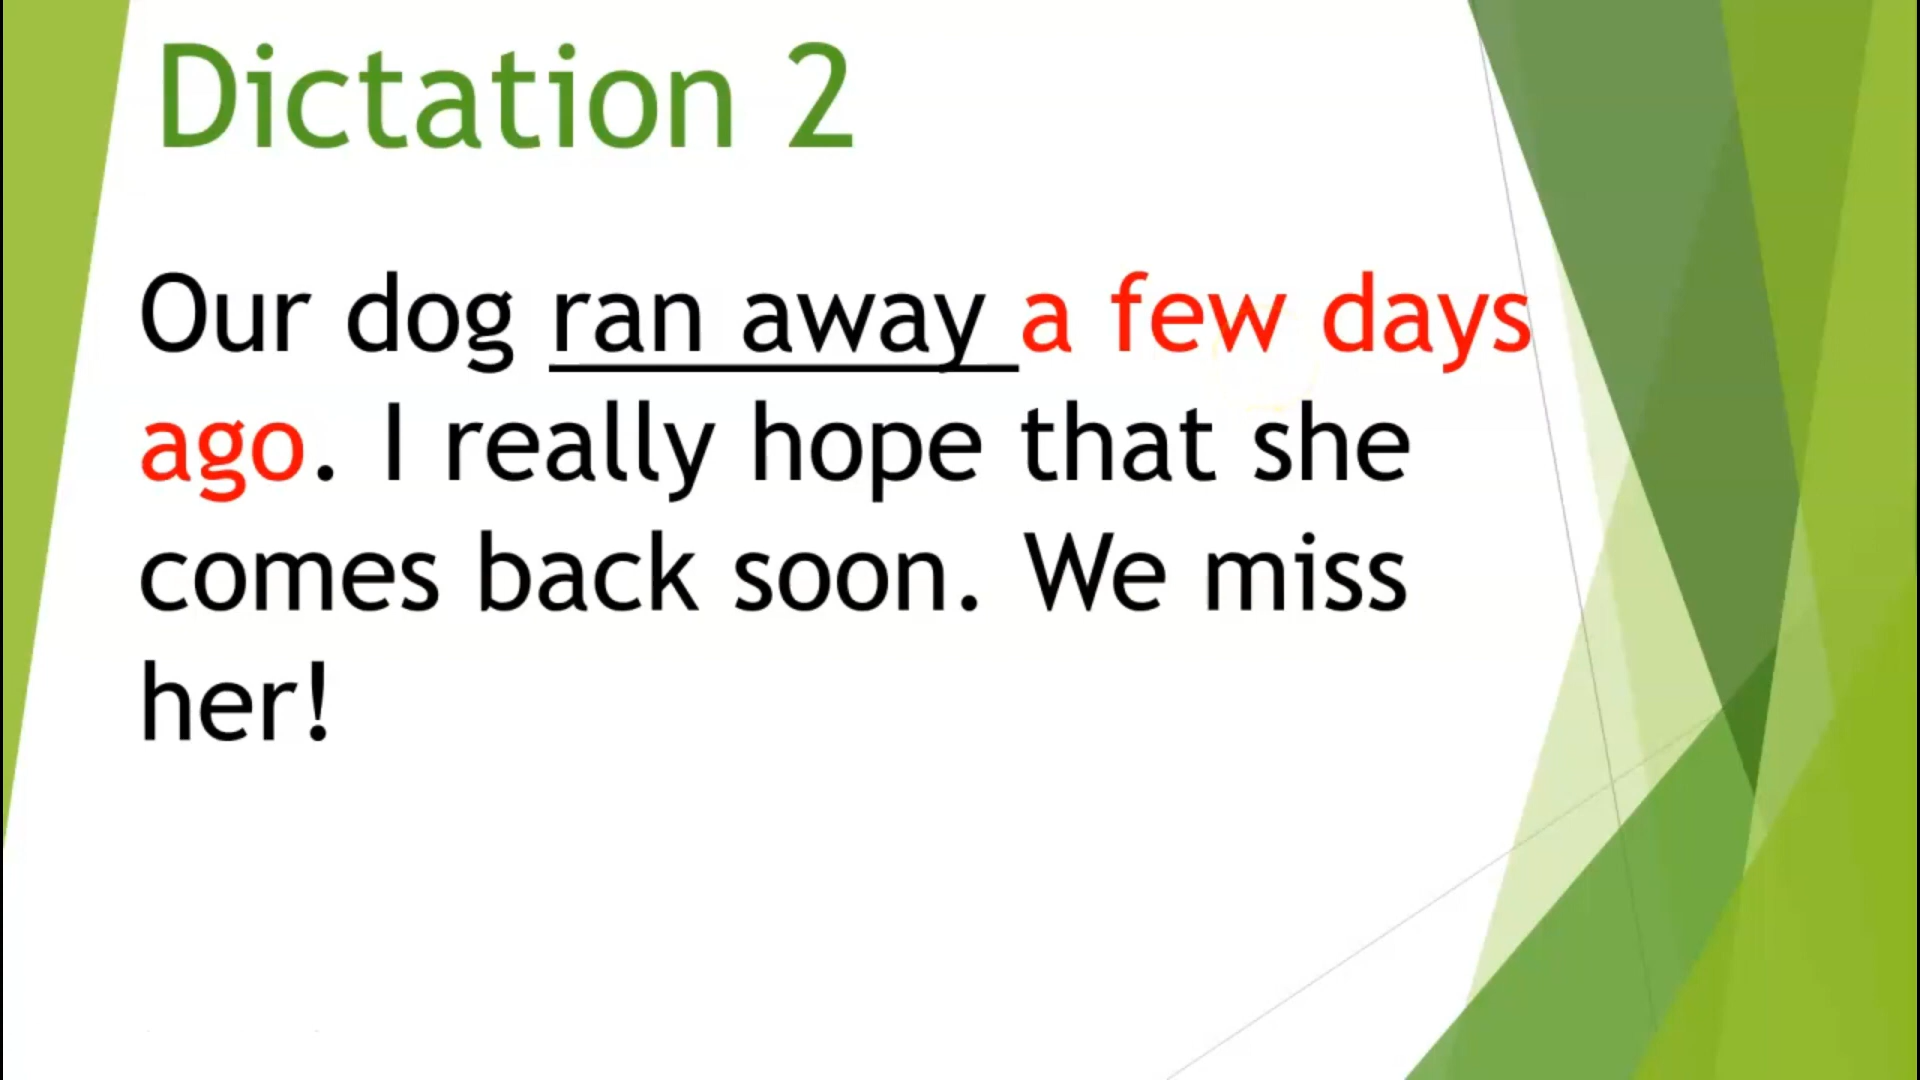 Dictation 2
Our dog ran away a few days
ago. I really hope that she
comes back soon. We miss
her!